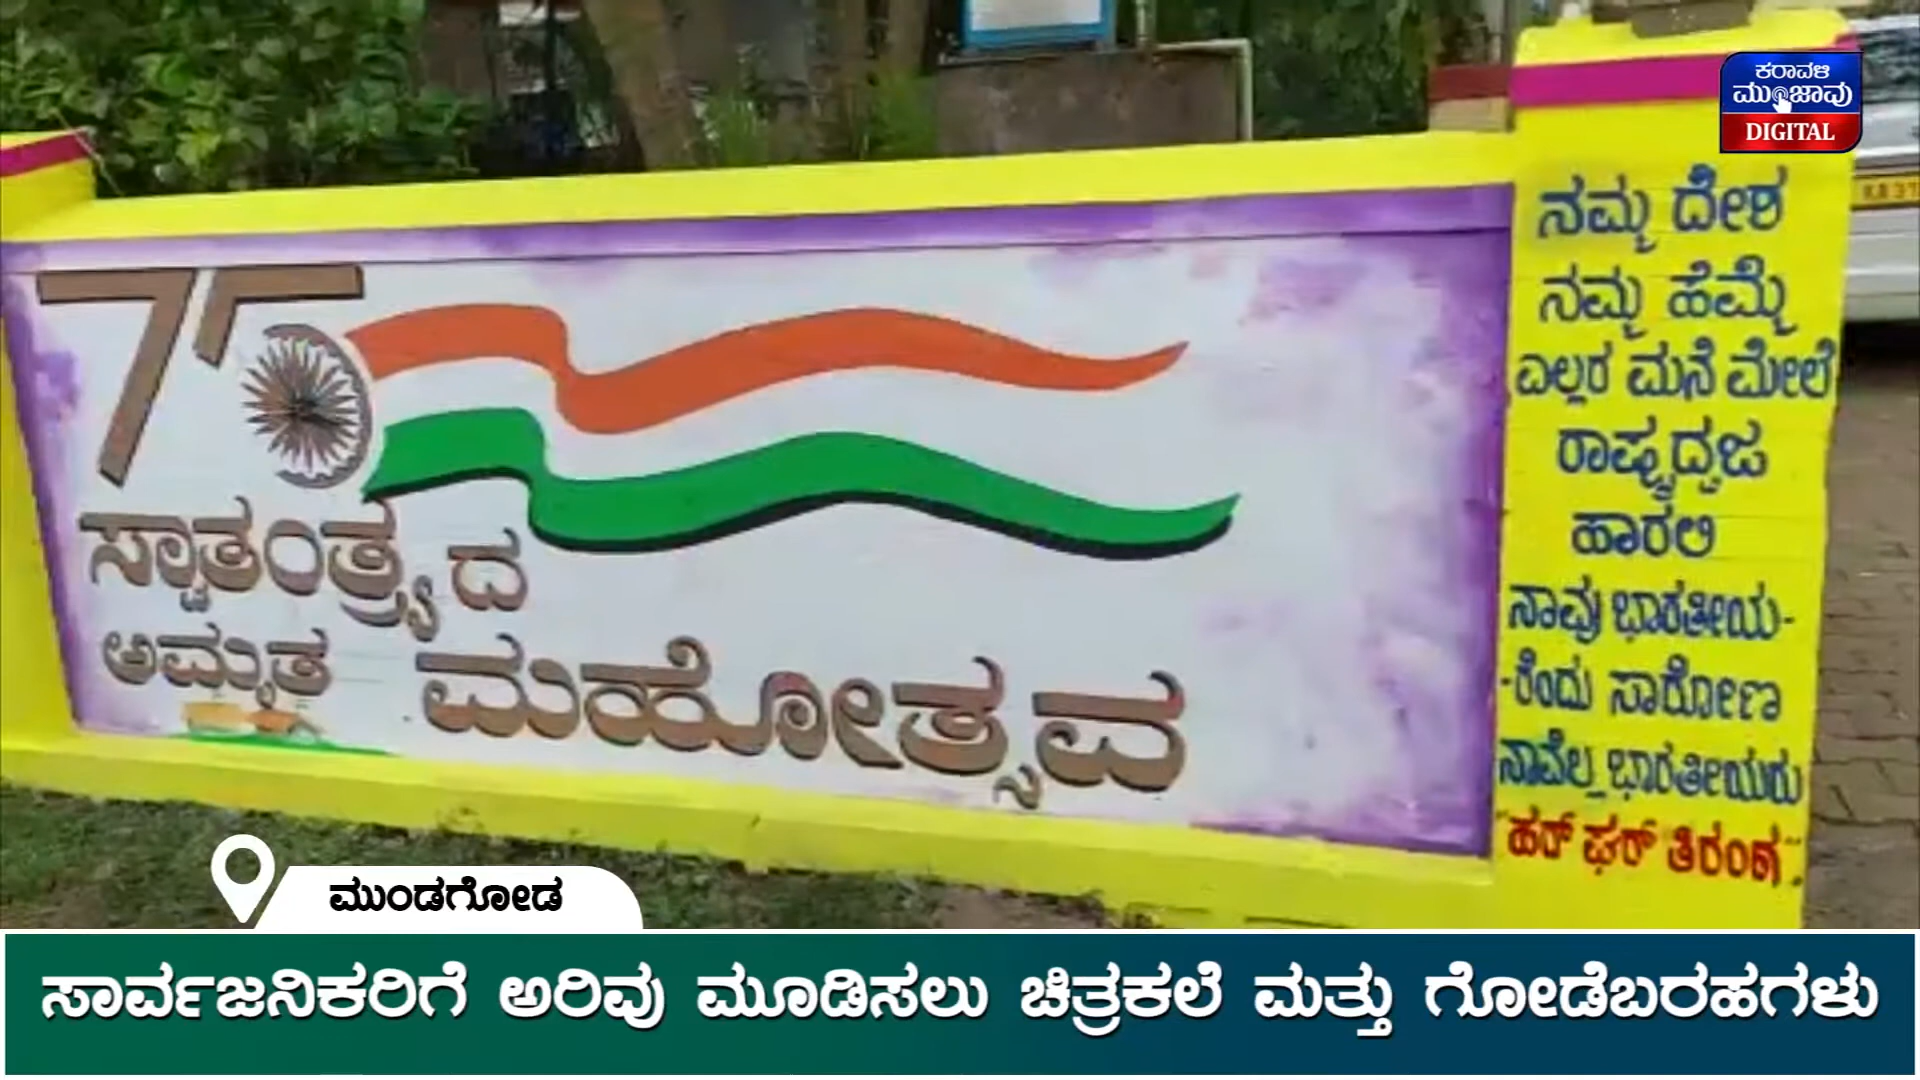 ಕರಾವಳಿ
ಮುಂಜಾವು
DIGITAL
75
ಸ್ವಾತಂತ್ರ್ಯದ
ಅಮೃತ ಮಹೋತ್ಸವ
ನಮ್ಮ ದೇಶ
ನಮ್ಮ ಹೆಮ್ಮೆ
ಎಲ್ಲರ ಮನೆ ಮೇಲೆ
ರಾಷ್ಟ್ರದ್ವಜ
ಹಾರಲಿ
ನಾವು ಭಾರತೀಯ-
-ರೆಂದು ಸಾರೋಣ
ನಾವೆಲ್ಲ ಭಾರತೀಯರು
"ಹರ್ ಘರ್ ತಿರಂಗ".
ಮುಂಡಗೋಡ
ಸಾರ್ವಜನಿಕರಿಗೆ ಅರಿವು ಮೂಡಿಸಲು ಚಿತ್ರಕಲೆ ಮತ್ತು ಗೋಡೆಬರಹಗಳು